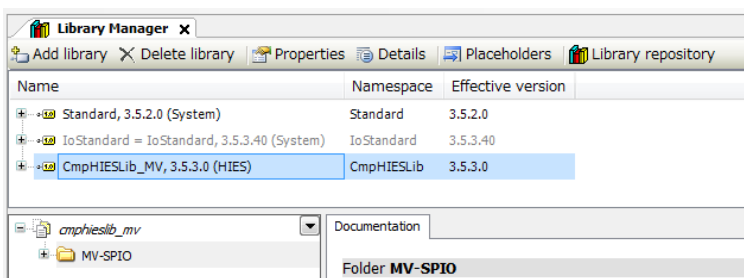 Library Manager x
Add library Delete library Properties Details Placeholders Library repository
Name Namespace Effective version
Standard, 3.5.2.0 (System) Standard 3.5.2.0
IoStandard = IoStandard, 3.5.3.40 (System) IoStandard 3.5.3.40
CmpHIESLib_MV, 3.5.3.0 (HIES) CmpHIESLib 3.5.3.0
cmphieslib_mv Documentation
MV-SPIO
Folder MV-SPIO